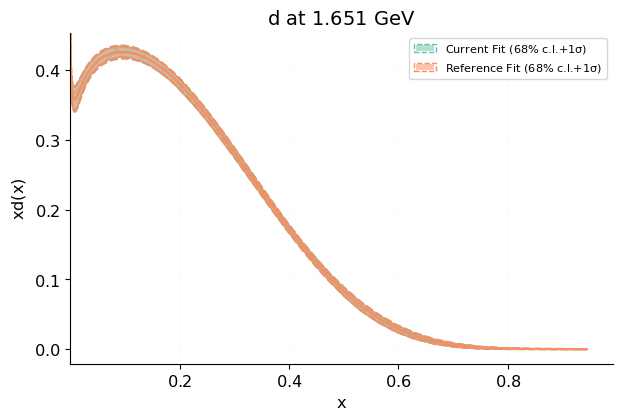 d at 1.651 GeV
Current Fit (68% c.l.+1σ)
Reference Fit (68% c.l.+1σ)
xd(x)
0.4
0.3
0.2
0.1
0.0
0.2 0.4 0.6 0.8
x